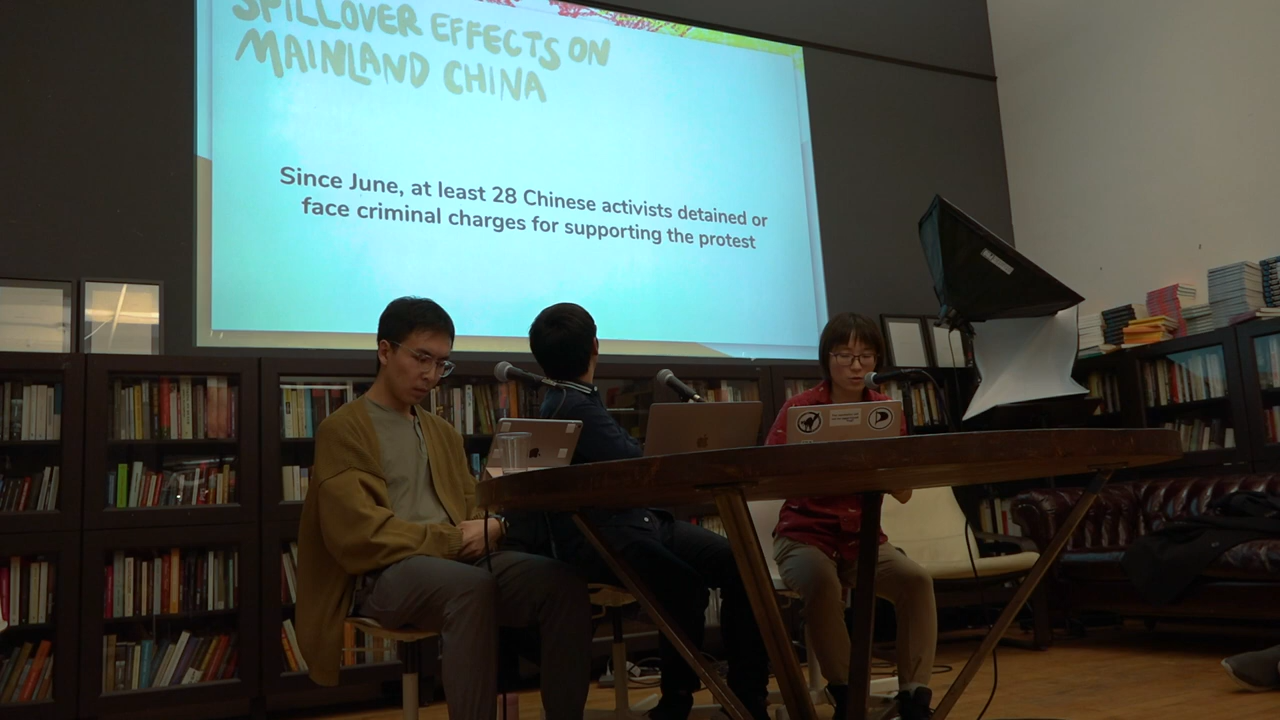 SPILLOVER EFFECTS ON
MAINLAND CHINA
Since June, at least 28 Chinese activists detained or
face criminal charges for supporting the protest